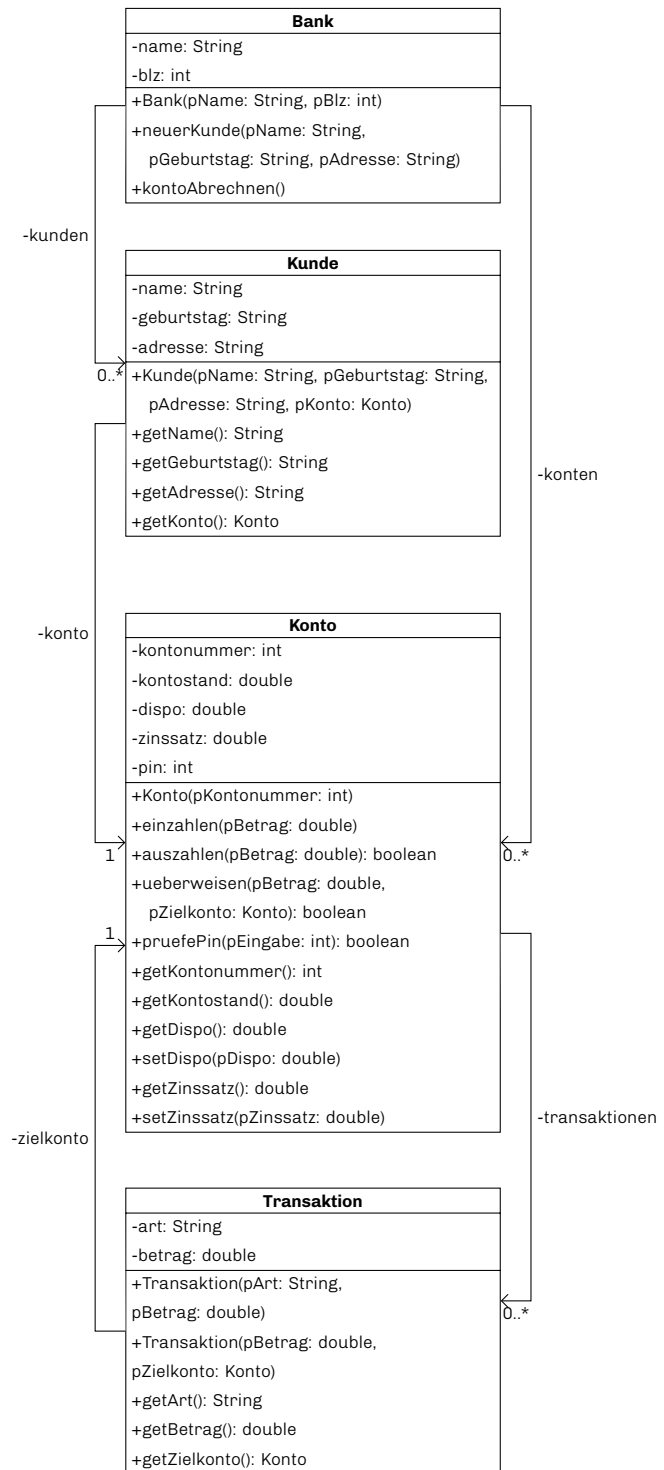 Bank
-name: String
-blz: int
+Bank(pName: String, pBlz: int)
+neuerKunde(pName: String,
pGeburtstag: String, pAdresse: String)
+kontoAbrechnen()
-kunden
Kunde
-name: String
-geburtstag: String
-adresse: String
0..*
+Kunde(pName: String, pGeburtstag: String,
pAdresse: String, pKonto: Konto)
+getName(): String
+getGeburtstag(): String
+getAdresse(): String
+getKonto(): Konto
-konten
-konto
Konto
-kontonummer: int
-kontostand: double
-dispo: double
-zinssatz: double
-pin: int
+Konto(pKontonummer: int)
+einzahlen(pBetrag: double)
1
+auszahlen(pBetrag: double): boolean
0..*
+ueberweisen(pBetrag: double,
pZielkonto: Konto): boolean
1
+pruefePin(pEingabe: int): boolean
+getKontonummer(): int
+getKontostand(): double
+getDispo(): double
+setDispo(pDispo: double)
+getZinssatz(): double
+setZinssatz(pZinssatz: double)
-transaktionen
-zielkonto
Transaktion
-art: String
-betrag: double
+Transaktion(pArt: String,
pBetrag: double)
0..*
+Transaktion(pBetrag: double,
pZielkonto: Konto)
+getArt(): String
+getBetrag(): double
+getZielkonto(): Konto